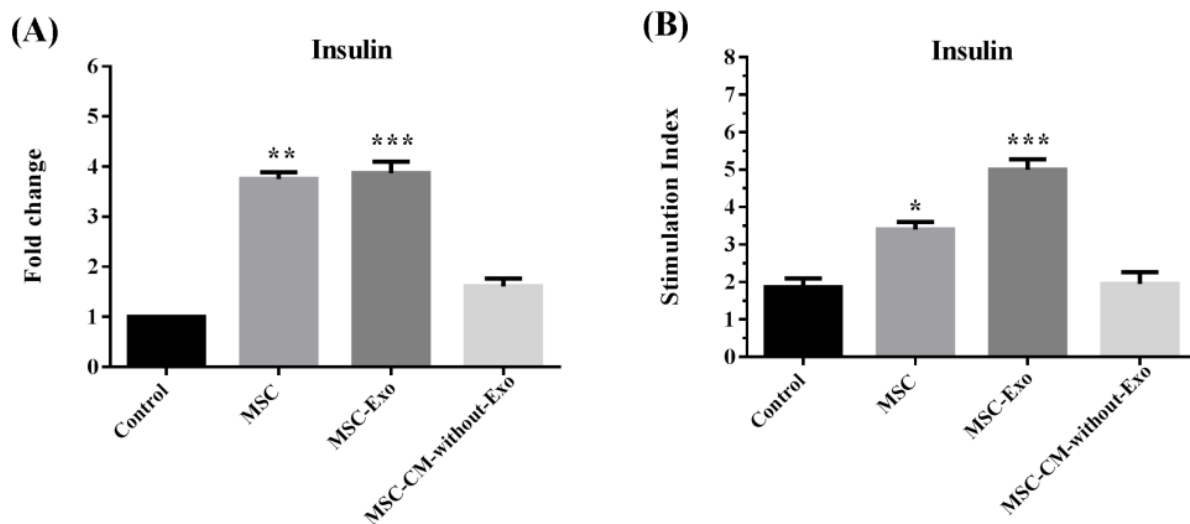 (A)
Insulin
Fold change
6
5
4
3
2
1
0
**
***
Control
MSC
MSC-Exo
MSC-CM-without-Exo
(B)
Insulin
Stimulation Index
8
7
6
5
4
3
2
1
0
*
***
Control
MSC
MSC-Exo
MSC-CM-without-Exo